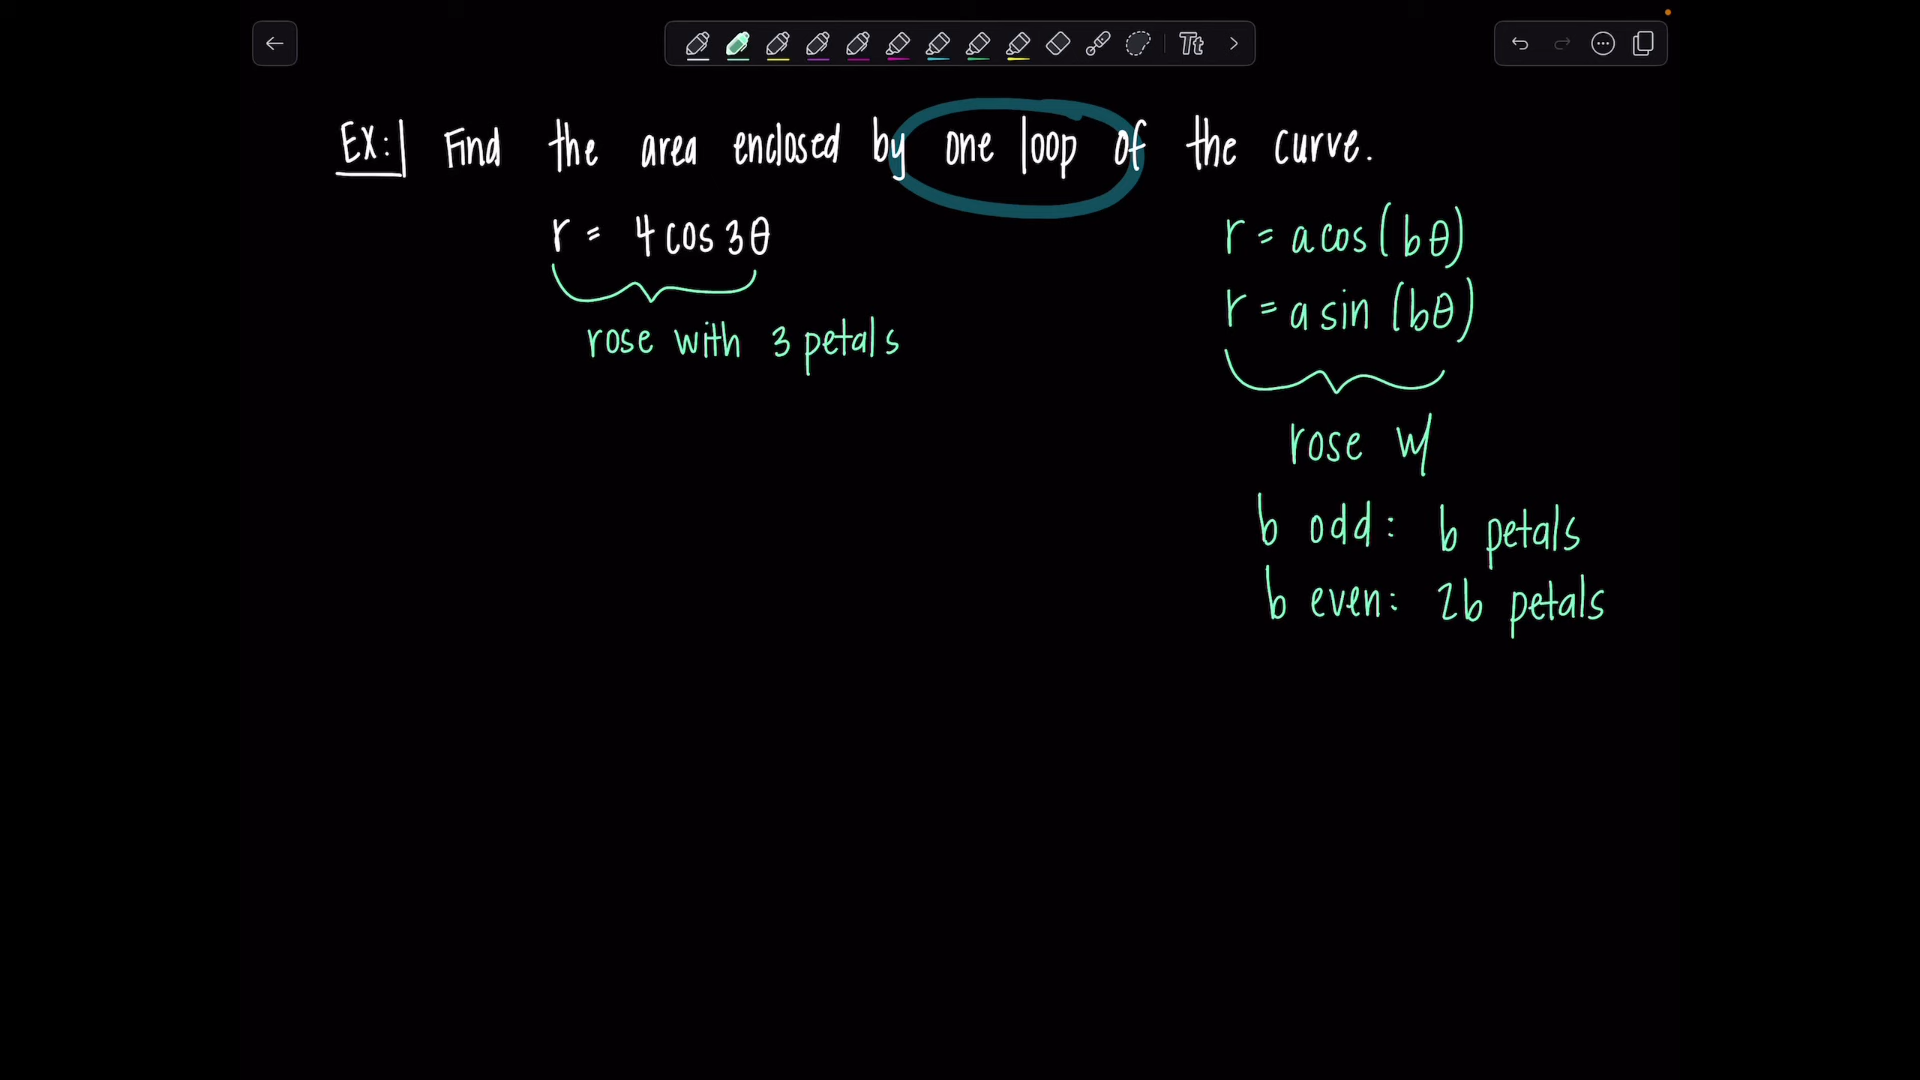 Tt
EX: Find the area enclosed by one loop of the curve.
r = 4 cos 3θ
rose with 3 petals
r = a cos (bθ)
r = a sin (bθ)
rose w/
b odd: b petals
b even: 2b petals